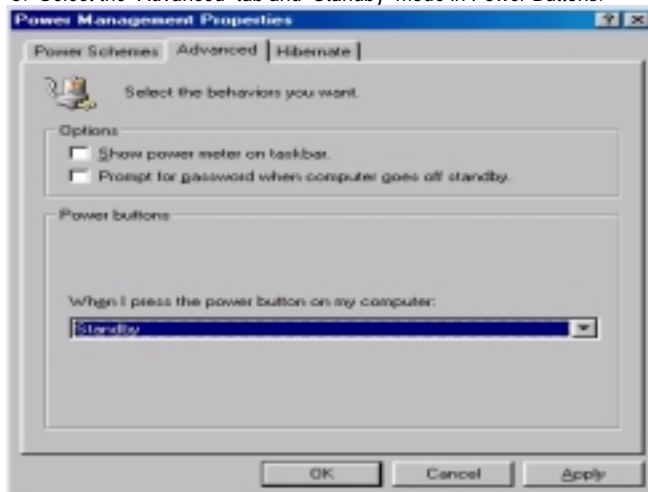 Select the "Advanced" tab and "Standby" mode in Power Buttons.
Power Management Properties
Power Schemes Advanced Hibernate
Select the behaviors you want.
Options
Show power meter on taskbar.
Prompt for password when computer goes off standby.
Power buttons
When I press the power button on my computer:
Standby
OK Cancel Apply